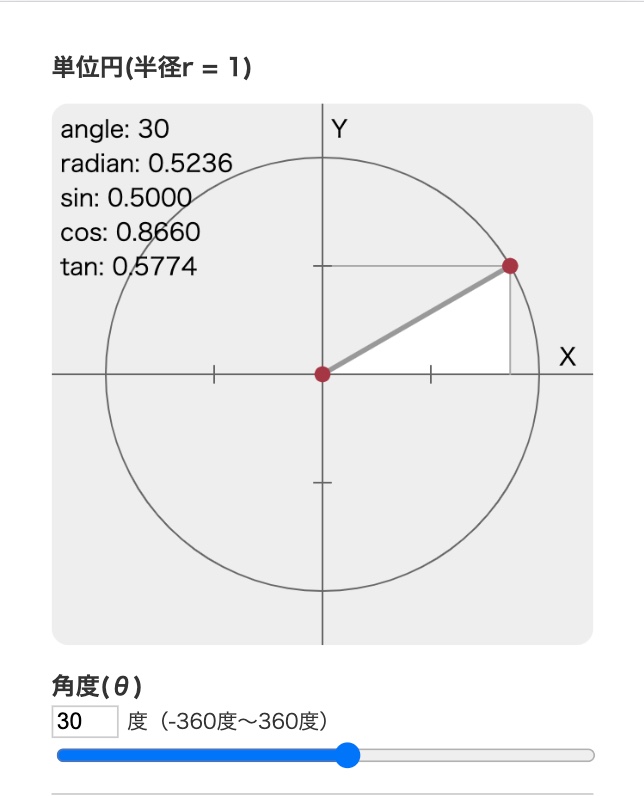 単位円(半径r = 1)
angle: 30
radian: 0.5236
sin: 0.5000
cos: 0.8660
tan: 0.5774
Y
X
角度(θ)
30 度（-360度〜360度）